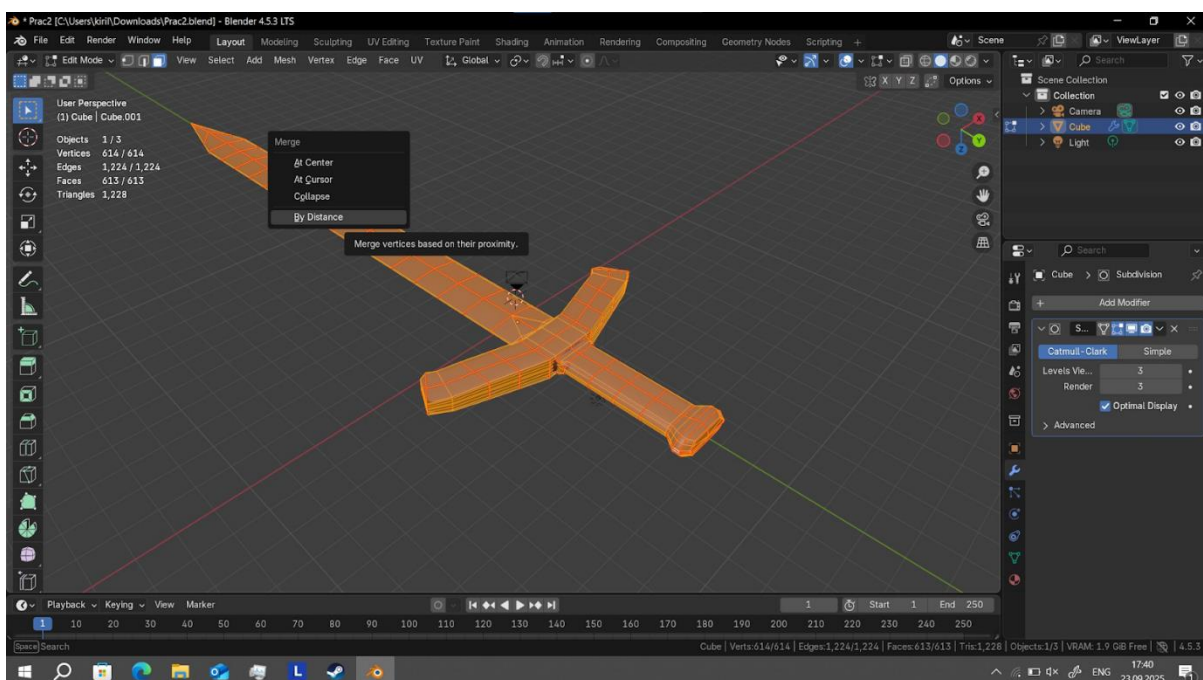 * Prac2 [C:\Users\kiril\Downloads\Prac2.blend] - Blender 4.5.3 LTS
File Edit Render Window Help Layout Modeling Sculpting UV Editing Texture Paint Shading Animation Rendering Compositing Geometry Nodes Scripting + Scene ViewLayer
Edit Mode View Select Add Mesh Vertex Edge Face UV Global Search
X Y Z Options
Scene Collection
Collection
Camera
Cube
Light
User Perspective
(1) Cube | Cube.001
Objects 1 / 3
Vertices 614 / 614
Edges 1,224 / 1,224
Faces 613 / 613
Triangles 1,228
Merge
At Center
At Cursor
Collapse
By Distance
Merge vertices based on their proximity.
X
Y
Z
Search
Cube > Subdivision
+ Add Modifier
S...
Catmull-Clark Simple
Levels Vie... 3
Render 3
Optimal Display
> Advanced
Playback Keying View Marker 1 Start 1 End 250
1 10 20 30 40 50 60 70 80 90 100 110 120 130 140 150 160 170 180 190 200 210 220 230 240 250
Space Search Cube | Verts:614/614 | Edges:1,224/1,224 | Faces:613/613 | Tris:1,228 | Objects:1/3 | VRAM: 1.9 GiB Free | 4.5.3
L ENG 17:40
23.09.2025